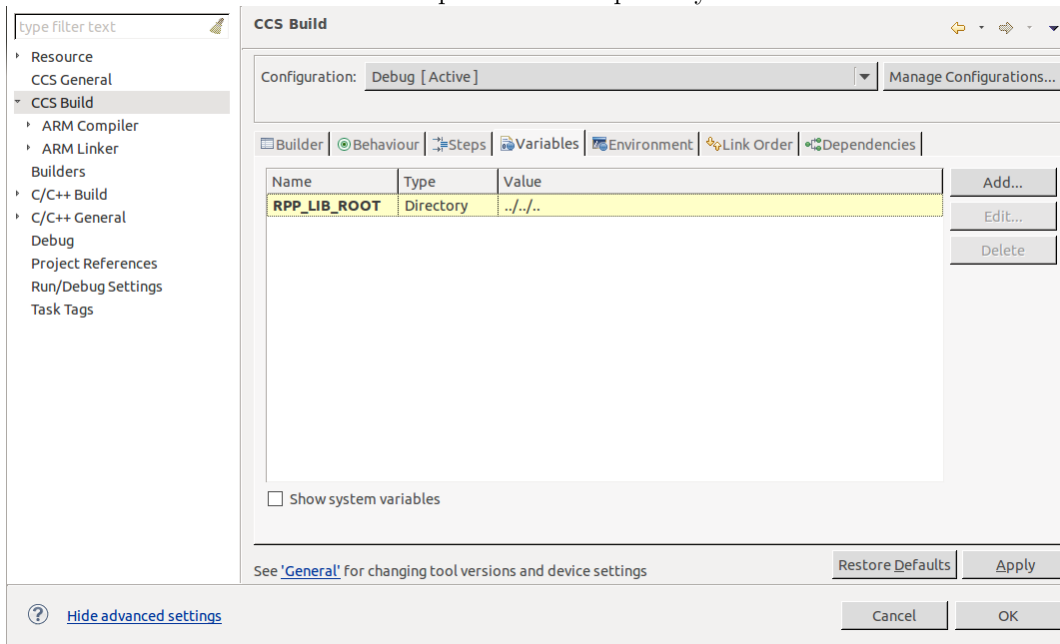 type filter text
Resource
CCS General
CCS Build
ARM Compiler
ARM Linker
Builders
C/C++ Build
C/C++ General
Debug
Project References
Run/Debug Settings
Task Tags
CCS Build
Configuration: Debug [ Active ] Manage Configurations...
Builder Behaviour Steps Variables Environment Link Order Dependencies
Name Type Value
RPP_LIB_ROOT Directory ../../..
Add...
Edit...
Delete
Show system variables
See 'General' for changing tool versions and device settings
Restore Defaults Apply
Hide advanced settings Cancel OK